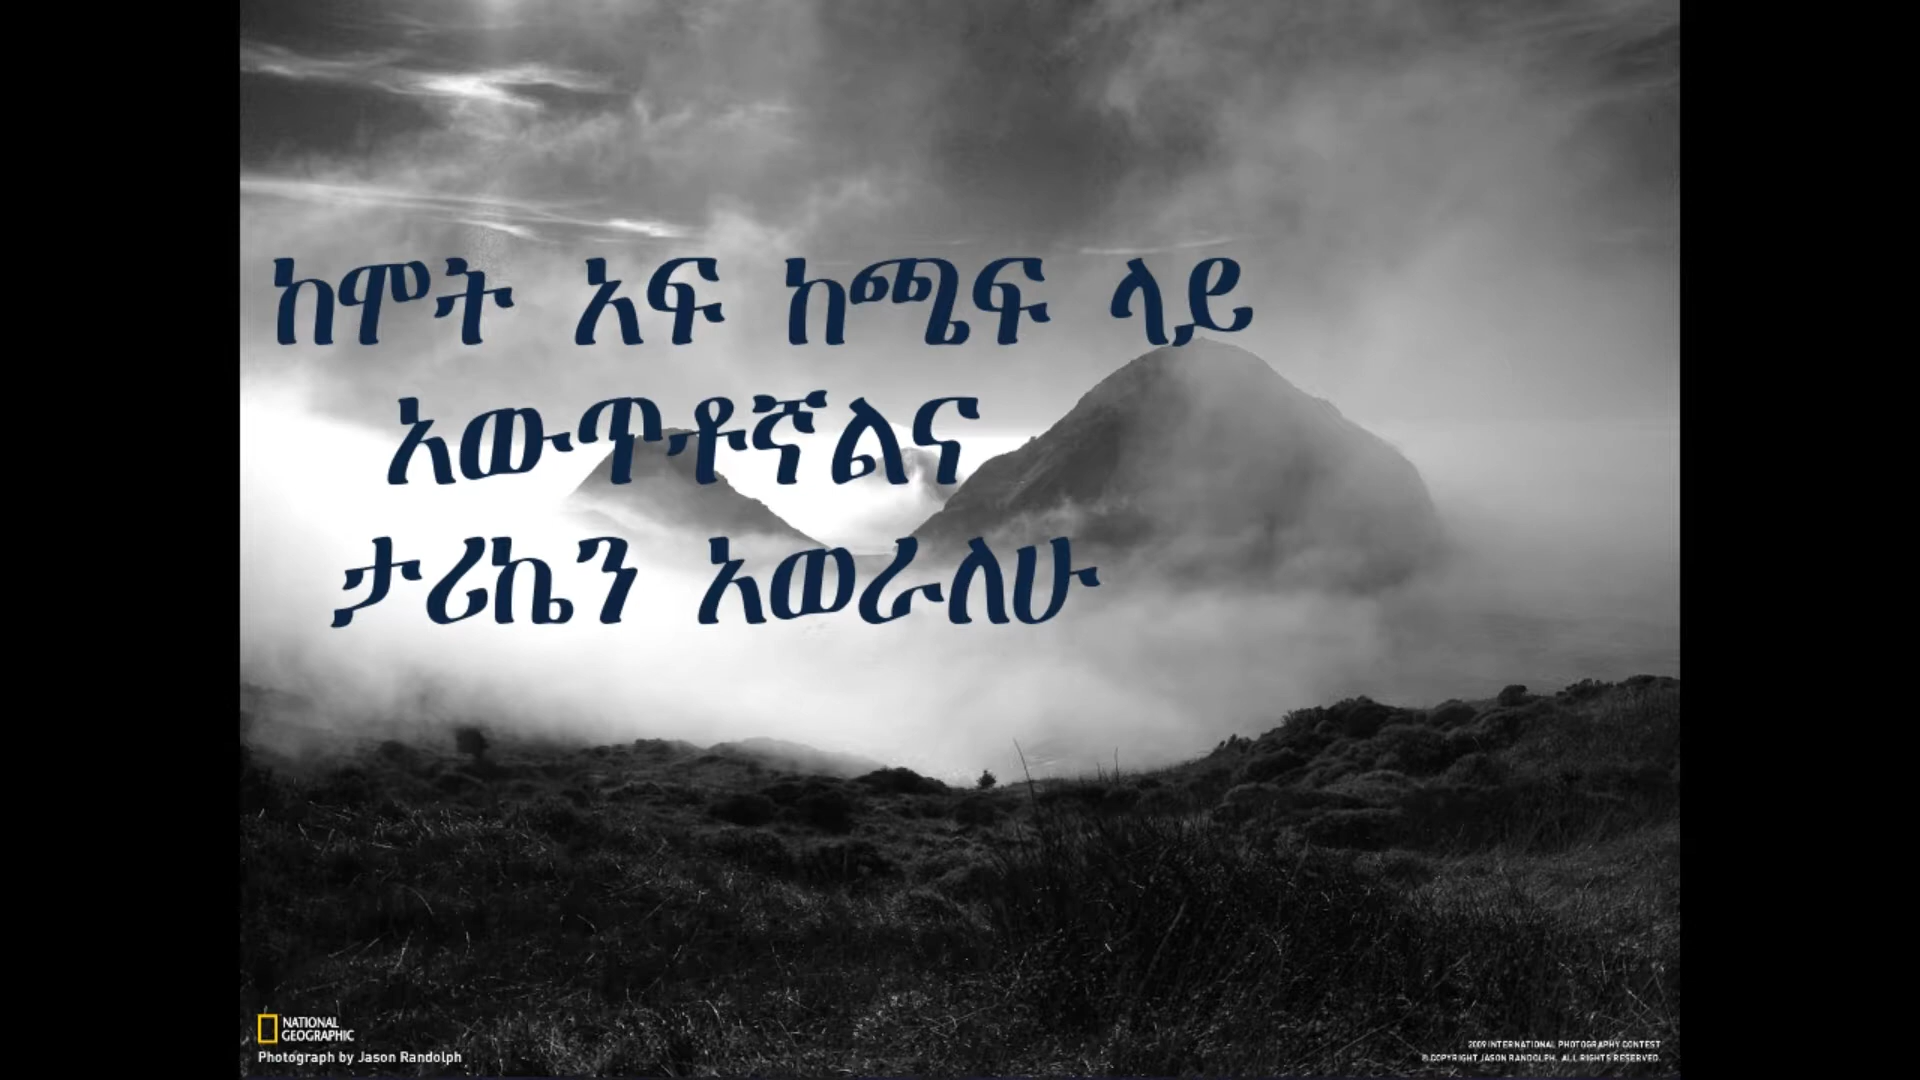 ከሞት አፍ ከጫፍ ላይ
አውጥቶኛልና
ታሪኬን አወራለሁ
NATIONAL
GEOGRAPHIC
Photograph by Jason Randolph
2009 INTERNATIONAL PHOTOGRAPHY CONTEST
© COPYRIGHT JASON RANDOLPH. ALL RIGHTS RESERVED.